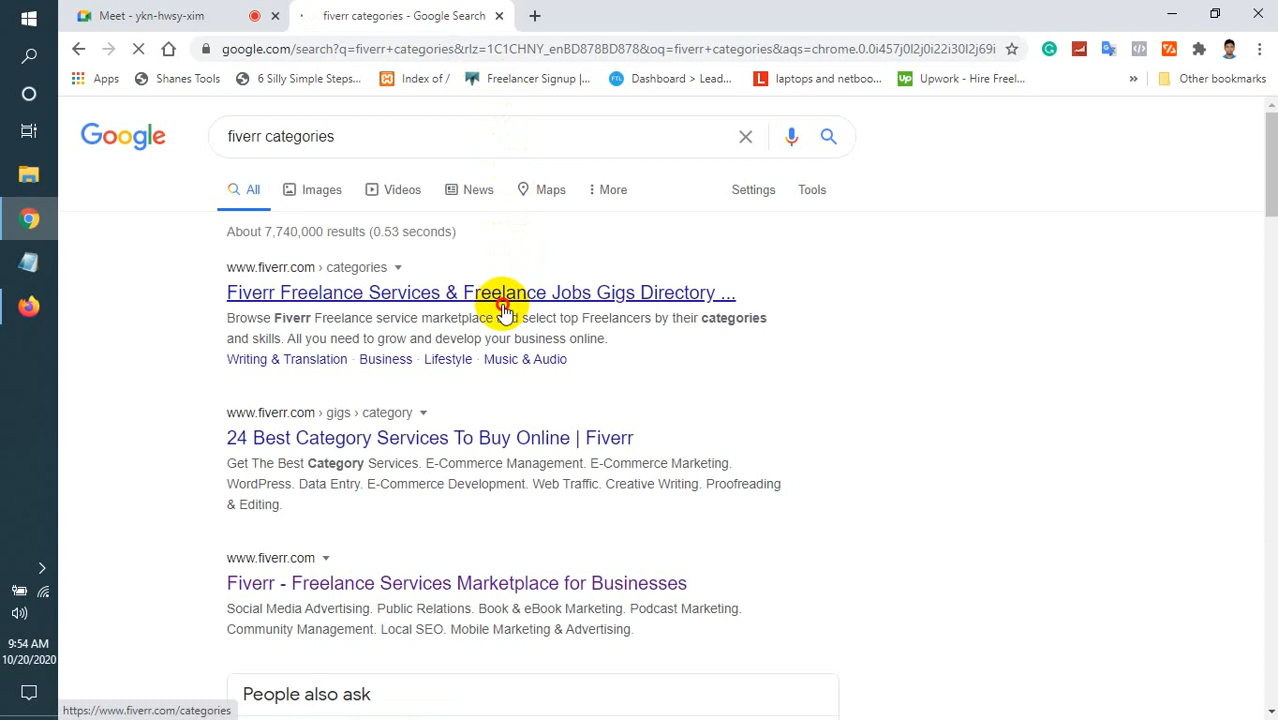 Meet - ykn-hwsy-xim
fiverr categories - Google Search
google.com/search?q=fiverr+categories&rlz=1C1CHNY_enBD878BD878&oq=fiverr+categories&aqs=chrome.0.0i457j0l2j0i22i30l2j69i
Apps
Shanes Tools
6 Silly Simple Steps...
Index of /
Freelancer Signup |...
Dashboard > Lead...
laptops and netboo...
Upwork - Hire Freel...
»
Other bookmarks
Google
fiverr categories
All
Images
Videos
News
Maps
More
Settings
Tools
About 7,740,000 results (0.53 seconds)
www.fiverr.com › categories
Fiverr Freelance Services & Freelance Jobs Gigs Directory ...
Browse Fiverr Freelance service marketplace and select top Freelancers by their categories
and skills. All you need to grow and develop your business online.
Writing & Translation · Business · Lifestyle · Music & Audio
www.fiverr.com › gigs › category
24 Best Category Services To Buy Online | Fiverr
Get The Best Category Services. E-Commerce Management. E-Commerce Marketing.
WordPress. Data Entry. E-Commerce Development. Web Traffic. Creative Writing. Proofreading
& Editing.
www.fiverr.com
Fiverr - Freelance Services Marketplace for Businesses
Social Media Advertising. Public Relations. Book & eBook Marketing. Podcast Marketing.
Community Management. Local SEO. Mobile Marketing & Advertising.
People also ask
9:54 AM
10/20/2020
https://www.fiverr.com/categories